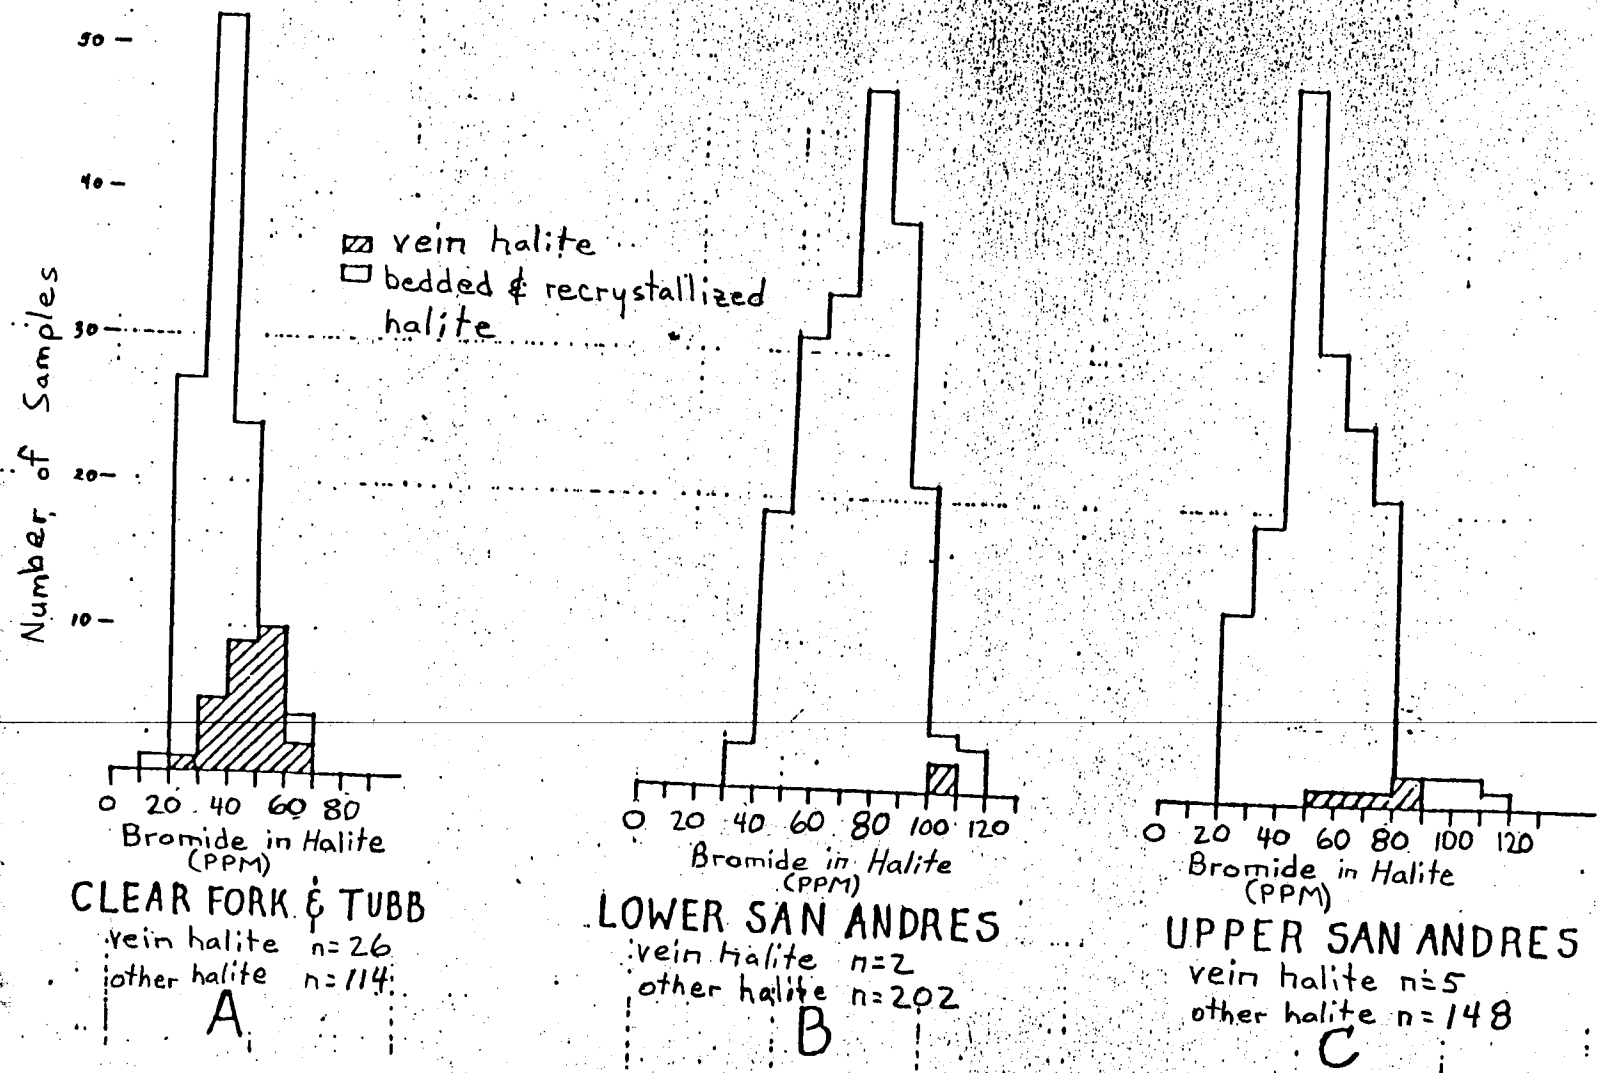 Number of Samples
50
40
30
20
10
vein halite
bedded & recrystallized
halite
0 20 40 60 80
Bromide in Halite
(PPM)
CLEAR FORK & TUBB
vein halite n=26
other halite n=114
A
0 20 40 60 80 100 120
Bromide in Halite
(PPM)
LOWER SAN ANDRES
vein halite n=2
other halite n=202
B
0 20 40 60 80 100 120
Bromide in Halite
(PPM)
UPPER SAN ANDRES
vein halite n=5
other halite n=148
C